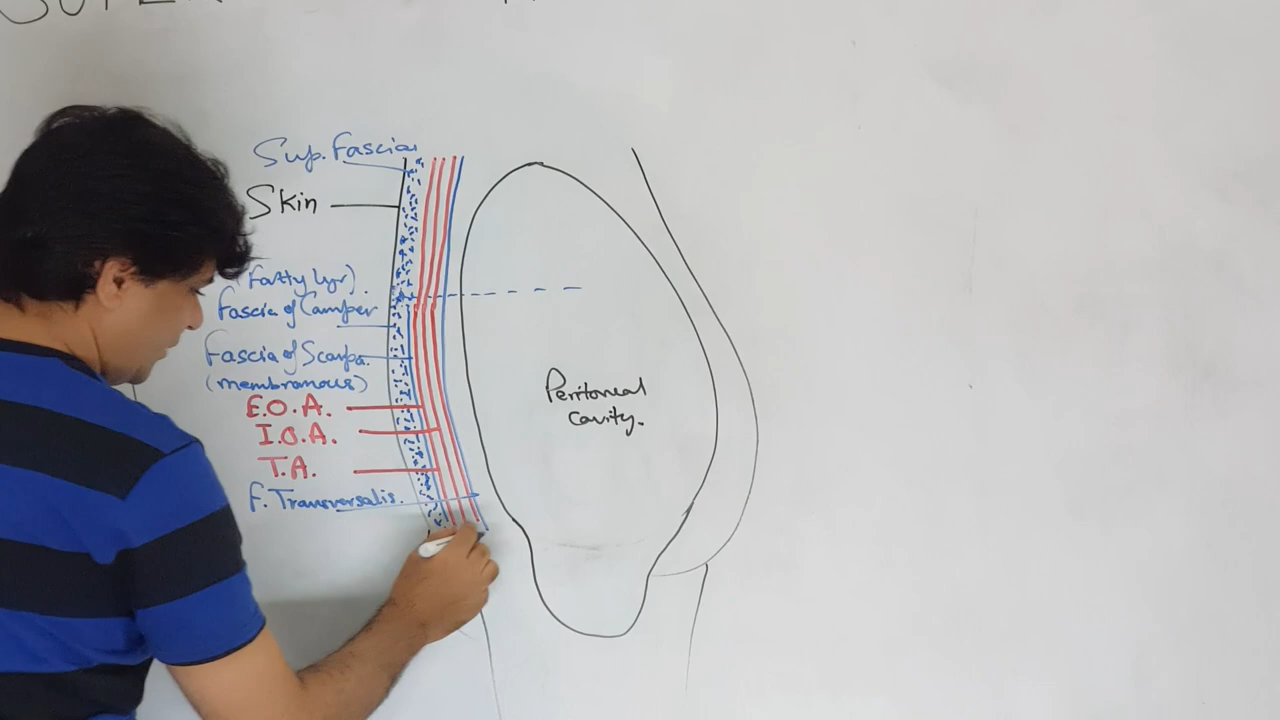 Sup. Fascia
Skin
(Fatty lyr).
Fascia of Camper
Fascia of Scarpa.
(membranous)
E.O.A.
I.O.A.
T.A.
F. Transversalis.
Peritoneal
cavity.